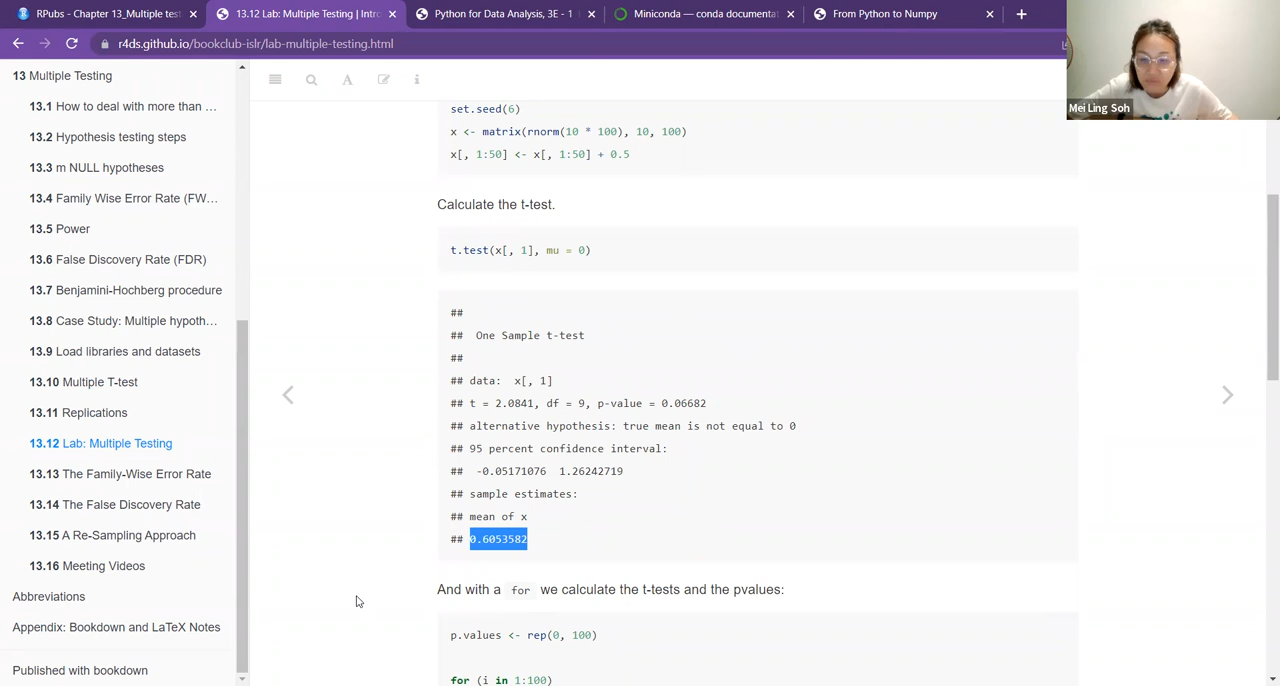 RPubs - Chapter 13_Multiple test
13.12 Lab: Multiple Testing | Intro
Python for Data Analysis, 3E - 1
Miniconda — conda documentat
From Python to Numpy
r4ds.github.io/bookclub-islr/lab-multiple-testing.html
Mei Ling Soh
13 Multiple Testing
13.1 How to deal with more than ...
13.2 Hypothesis testing steps
13.3 m NULL hypotheses
13.4 Family Wise Error Rate (FW...
13.5 Power
13.6 False Discovery Rate (FDR)
13.7 Benjamini-Hochberg procedure
13.8 Case Study: Multiple hypoth...
13.9 Load libraries and datasets
13.10 Multiple T-test
13.11 Replications
13.12 Lab: Multiple Testing
13.13 The Family-Wise Error Rate
13.14 The False Discovery Rate
13.15 A Re-Sampling Approach
13.16 Meeting Videos
Abbreviations
Appendix: Bookdown and LaTeX Notes
Published with bookdown
set.seed(6)
x <- matrix(rnorm(10 * 100), 10, 100)
x[, 1:50] <- x[, 1:50] + 0.5
Calculate the t-test.
t.test(x[, 1], mu = 0)
##
## One Sample t-test
##
## data: x[, 1]
## t = 2.0841, df = 9, p-value = 0.06682
## alternative hypothesis: true mean is not equal to 0
## 95 percent confidence interval:
## -0.05171076 1.26242719
## sample estimates:
## mean of x
## 0.6053582
And with a for we calculate the t-tests and the pvalues:
p.values <- rep(0, 100)
for (i in 1:100)